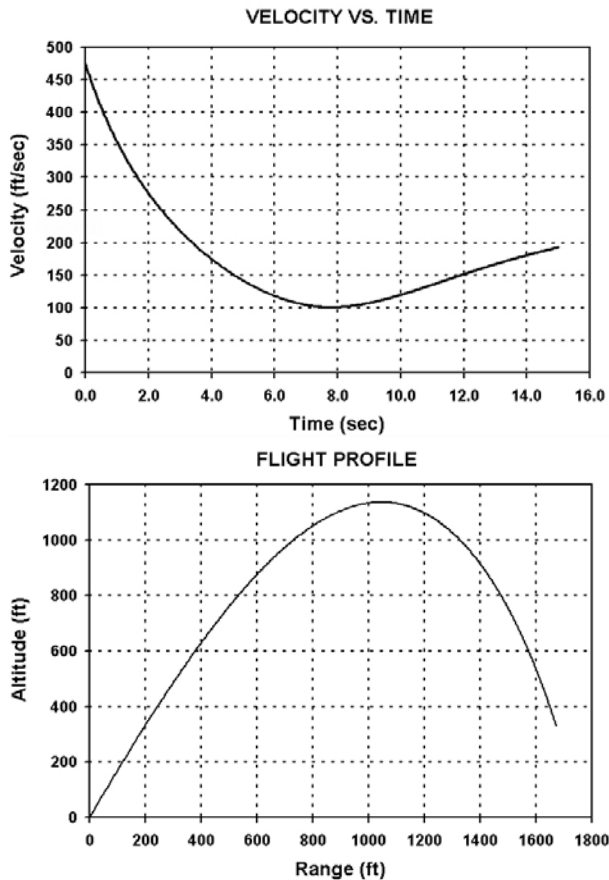 VELOCITY VS. TIME
500
450
400
350
300
250
200
150
100
50
0
Velocity (ft/sec)
0.0 2.0 4.0 6.0 8.0 10.0 12.0 14.0 16.0
Time (sec)
FLIGHT PROFILE
1200
1000
800
600
400
200
0
Altitude (ft)
0 200 400 600 800 1000 1200 1400 1600 1800
Range (ft)